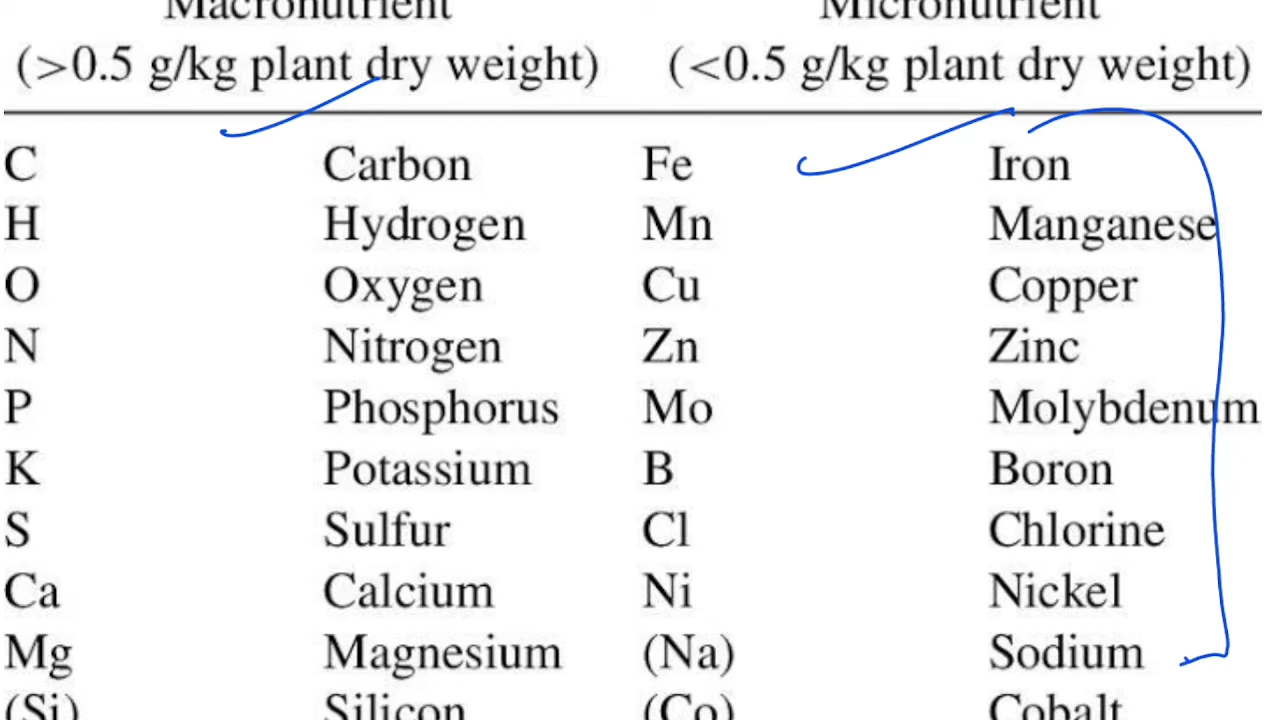 Macronutrient Micronutrient
(>0.5 g/kg plant dry weight) (<0.5 g/kg plant dry weight)
C Carbon Fe Iron
H Hydrogen Mn Manganese
O Oxygen Cu Copper
N Nitrogen Zn Zinc
P Phosphorus Mo Molybdenum
K Potassium B Boron
S Sulfur Cl Chlorine
Ca Calcium Ni Nickel
Mg Magnesium (Na) Sodium
(Si) Silicon (Co) Cobalt